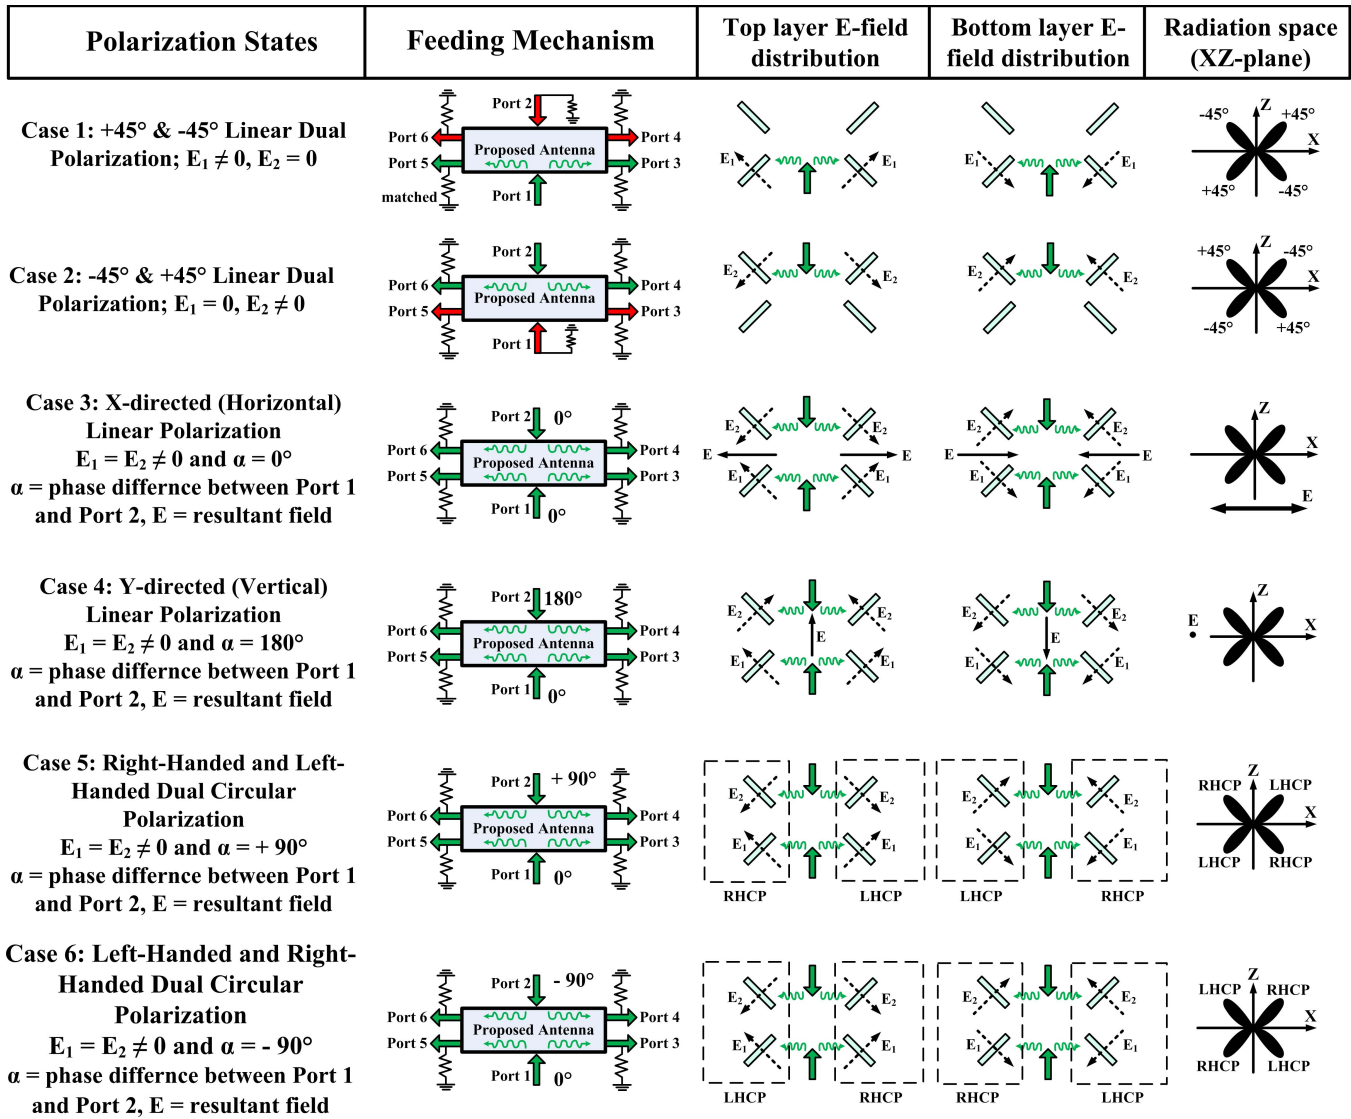 Polarization States
Feeding Mechanism
Top layer E-field
distribution
Bottom layer E-
field distribution
Radiation space
(XZ-plane)
Case 1: +45° & -45° Linear Dual
Polarization; E₁ ≠ 0, E₂ = 0
Port 2
Port 6
Port 4
Proposed Antenna
Port 5
Port 3
matched
Port 1
E₁
E₁
E₁
E₁
Z
-45°
+45°
X
+45°
-45°
Case 2: -45° & +45° Linear Dual
Polarization; E₁ = 0, E₂ ≠ 0
Port 2
Port 6
Port 4
Proposed Antenna
Port 5
Port 3
Port 1
E₂
E₂
E₂
E₂
Z
+45°
-45°
X
-45°
+45°
Case 3: X-directed (Horizontal)
Linear Polarization
E₁ = E₂ ≠ 0 and α = 0°
α = phase differnce between Port 1
and Port 2, E = resultant field
Port 2
0°
Port 6
Port 4
Proposed Antenna
Port 5
Port 3
Port 1
0°
E₂
E₂
E
E
E₁
E₁
E₂
E₂
E
E
E₁
E₁
Z
X
E
Case 4: Y-directed (Vertical)
Linear Polarization
E₁ = E₂ ≠ 0 and α = 180°
α = phase differnce between Port 1
and Port 2, E = resultant field
Port 2
180°
Port 6
Port 4
Proposed Antenna
Port 5
Port 3
Port 1
0°
E₂
E₂
E
E₁
E₁
E₂
E₂
E
E₁
E₁
Z
E
X
Case 5: Right-Handed and Left-
Handed Dual Circular
Polarization
E₁ = E₂ ≠ 0 and α = + 90°
α = phase differnce between Port 1
and Port 2, E = resultant field
Port 2
+ 90°
Port 6
Port 4
Proposed Antenna
Port 5
Port 3
Port 1
0°
E₂
E₂
E₁
E₁
RHCP
LHCP
E₂
E₂
E₁
E₁
LHCP
RHCP
Z
RHCP
LHCP
X
LHCP
RHCP
Case 6: Left-Handed and Right-
Handed Dual Circular
Polarization
E₁ = E₂ ≠ 0 and α = - 90°
α = phase differnce between Port 1
and Port 2, E = resultant field
Port 2
- 90°
Port 6
Port 4
Proposed Antenna
Port 5
Port 3
Port 1
0°
E₂
E₂
E₁
E₁
LHCP
RHCP
E₂
E₂
E₁
E₁
RHCP
LHCP
Z
LHCP
RHCP
X
RHCP
LHCP